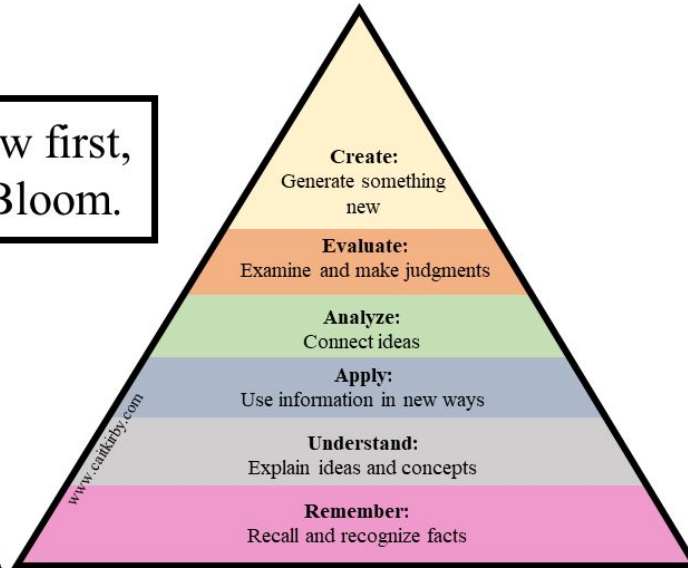 w first,
Bloom.
Create:
Generate something
new
Evaluate:
Examine and make judgments
Analyze:
Connect ideas
Apply:
Use information in new ways
Understand:
Explain ideas and concepts
Remember:
Recall and recognize facts
www.caitkirby.com